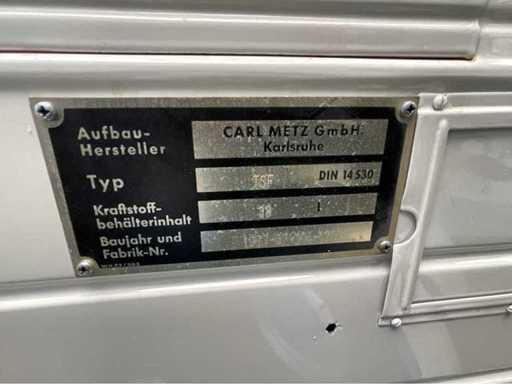 Aufbau-
Hersteller
CARL METZ GmbH.
Karlsruhe
Typ
TSF DIN 14530
Kraftstoff-
behälterinhalt
l
Baujahr und
Fabrik-Nr.